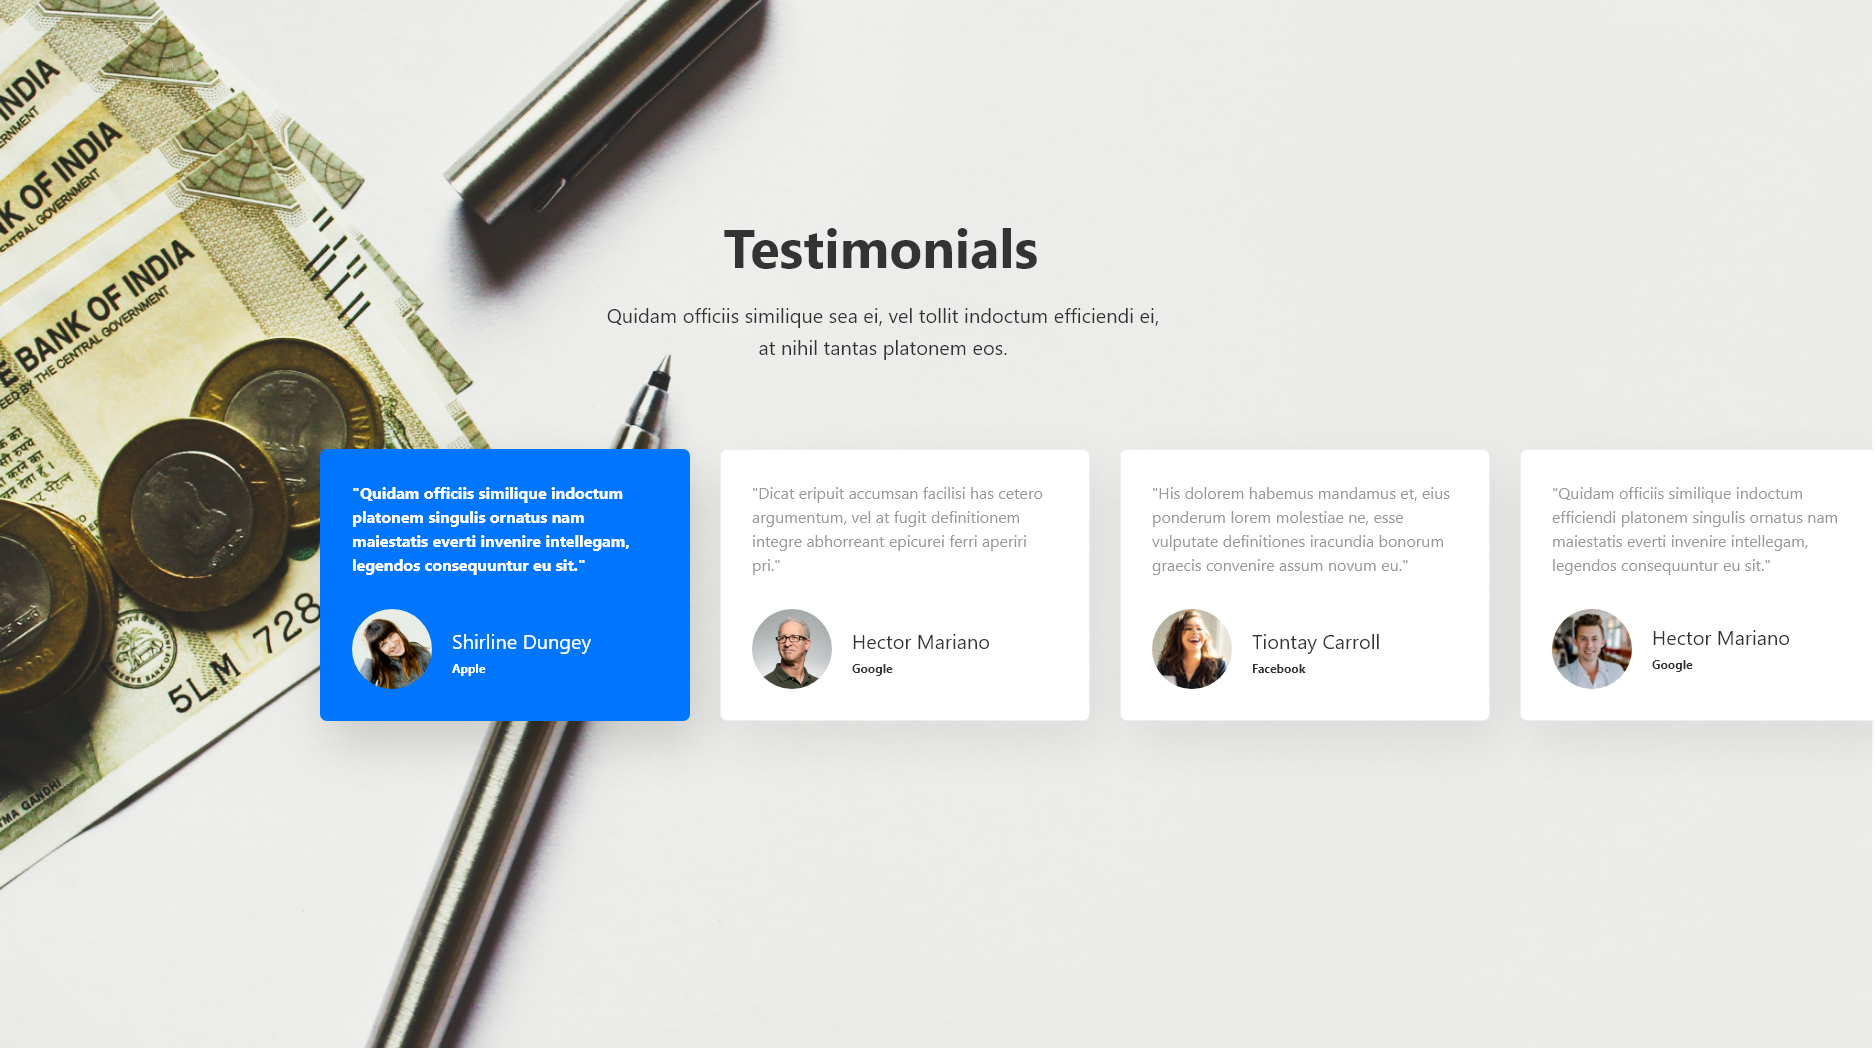 INDIA
BANK OF INDIA
CENTRAL GOVERNMENT
BANK OF INDIA
BY THE CENTRAL GOVERNMENT
5LM 728
Testimonials
Quidam officiis similique sea ei, vel tollit indoctum efficiendi ei,
at nihil tantas platonem eos.
"Quidam officiis similique indoctum
platonem singulis ornatus nam
maiestatis everti invenire intellegam,
legendos consequuntur eu sit."
Shirline Dungey
Apple
"Dicat eripuit accumsan facilisi has cetero
argumentum, vel at fugit definitionem
integre abhorreant epicurei ferri aperiri
pri."
Hector Mariano
Google
"His dolorem habemus mandamus et, eius
ponderum lorem molestiae ne, esse
vulputate definitiones iracundia bonorum
graecis convenire assum novum eu."
Tiontay Carroll
Facebook
"Quidam officiis similique indoctum
efficiendi platonem singulis ornatus nam
maiestatis everti invenire intellegam,
legendos consequuntur eu sit."
Hector Mariano
Google